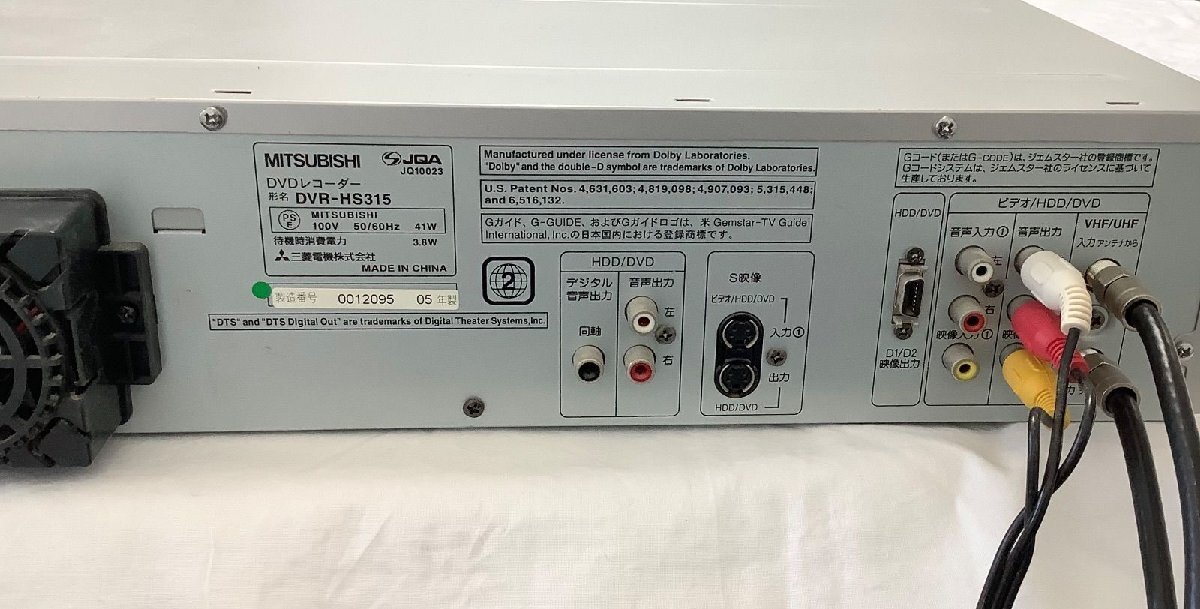 MITSUBISHI JQA
JQ10023
DVDレコーダー
形名 DVR-HS315
PSE MITSUBISHI
100V 50/60Hz 41W
待機時消費電力 3.6W
三菱電機株式会社
MADE IN CHINA
製造番号 0012095 05年製
"DTS" and "DTS Digital Out" are trademarks of Digital Theater Systems,Inc.
Manufactured under license from Dolby Laboratories.
"Dolby" and the double-D symbol are trademarks of Dolby Laboratories.
U.S. Patent Nos. 4,631,603; 4,819,098; 4,907,093; 5,315,448;
and 6,516,132.
Gガイド、G-GUIDE、およびGガイドロゴは、米 Gemstar-TV Guide
International, Inc.の日本国内における登録商標です。
2
HDD/DVD
デジタル
音声出力
音声出力
同軸
左
右
S映像
ビデオ/HDD/DVD
入力①
出力
HDD/DVD
Gコード(またはG-CODE)は、ジェムスター社の登録商標です。
Gコードシステムは、ジェムスター社のライセンスに基づいて
生産しております。
HDD/DVD
D1/D2
映像出力
ビデオ/HDD/DVD
音声入力① 音声出力
左
右
映像入力①
VHF/UHF
入力 アンテナから